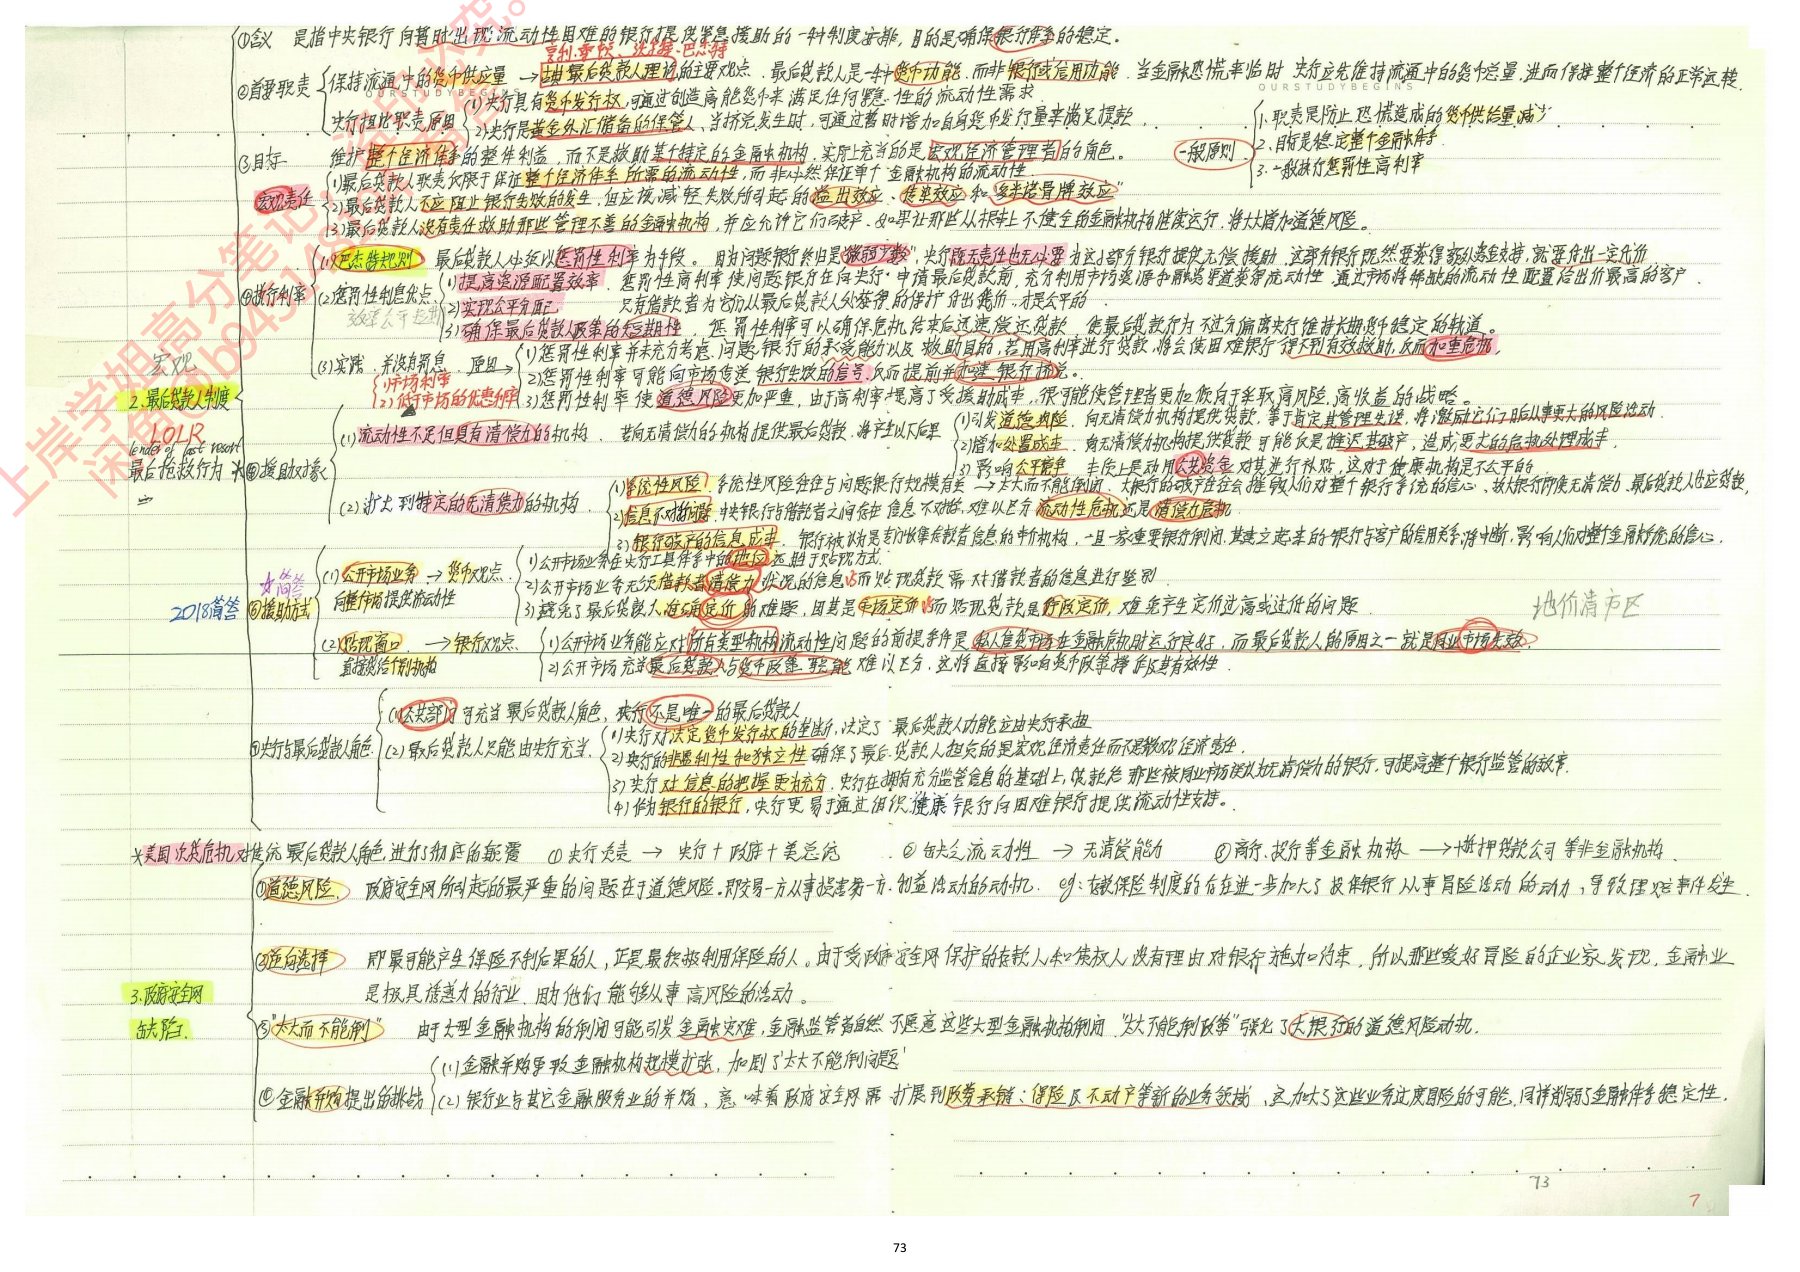 ①含义 是指中央银行向暂时出现流动性困难的银行提供紧急援助的一种制度安排，目的是确保银行体系的稳定。
亨利·桑顿、沃特·巴杰特
②首要职责
保持流通中的货币供应量 → 古典最后贷款人理论的主要观点．最后贷款人是一种货币功能，而非银行或信用功能．当金融恐慌来临时 央行应先维持流通中的货币总量，进而保持整个经济的正常运转．
OURSTUDYBEGINS
OURSTUDYBEGINS
央行担此职责原因
(1)央行具有货币发行权，可通过创造高能货币来满足任何紧急性的流动性需求
(2)央行是黄金外汇储备的保管人，当挤兑发生时，可通过暂时增加自身货币发行量来满足提款
一般原则
1. 职责是防止恐慌造成的货币供给量减少
2. 目标是稳定整个金融体系
3. 一般放行惩罚性高利率
③目标 维护整个经济体系的整体利益，而不是救助某个特定的金融机构，实际上充当的是宏观经济管理者的角色。
宏观责任
(1)最后贷款人职责仅限于保证整个经济体系所需的流动性，而非必然保证单个金融机构的流动性
(2)最后贷款人不应阻止银行失败的发生，但应该减轻失败所引起的溢出效应、传染效应和“多米诺骨牌效应”
(3)最后贷款人没有责任救助那些管理不善的金融机构，并应允许它们破产．如果让那些从根本上不健全的金融机构继续运行，将大大增加道德风险。
④执行利率
(1)巴杰特规则 最后贷款人必须以惩罚性利率为手段。因为问题银行终归是“微弱少数”，央行既无责任也无必要为这少部分银行提供无偿援助，这部分银行既然要获得额外资金支持，就要付出一定代价
(2)惩罚性利息优点
效率公平短期
1)提高资源配置效率．惩罚性高利率使问题银行在向央行申请最后贷款前，充分利用市场资源和融资渠道获得流动性，通过市场将稀缺的流动性配置给出价最高的客户．
2)实现公平分配 只有借款者为它们从最后贷款人处获得的保护付出代价，才是公平的．
3)确保最后贷款人政策的短期性．惩罚性利率可以确保危机结束后迅速偿还贷款，使最后贷款行为不过分偏离央行维持长期货币稳定的轨道。
(3)实践 并没有罚息．原因→
1)市场利率
2)低于市场的优惠利率
1)惩罚性利率并未充分考虑问题银行的承受能力以及救助目的，若用高利率进行贷款，将会使困难银行得不到有效救助，反而加重危机．
2)惩罚性利率可能向市场传递银行失败的信号，反而提前并加速银行挤兑。
3)惩罚性利率使道德风险更加严重，由于高利率提高了受援助成本，很可能使管理者更加倾向于采取高风险，高收益的战略。
宏观
2.最后贷款人制度
LOLR
lender of last resort
最后抢救行为
⑤援助对象
(1)流动性不足但具有清偿力的机构．若向无清偿力的机构提供最后贷款，将产生以下后果
1)引发道德风险．向无清偿力机构提供贷款，等于肯定其管理失误，将激励它们日后从事更大的风险活动．
2)增加处置成本．向无清偿力机构提供贷款可能仅是推迟其破产，造成更大的危机处理成本．
3)影响公平竞争 本质上是动用公共资金对其进行补贴，这对于健康机构是不公平的．
(2)扩大到特定的无清偿力的机构．
1)系统性风险：系统性风险往往与问题银行规模有关→太大而不能倒闭，大银行的破产往往会摧毁人们对整个银行系统的信心，故大银行即使无清偿力，最后贷款人也应贷款，
2)信息不对称问题．中央银行与借款者之间存在信息不对称，难以区分流动性危机还是清偿力危机．
3)银行破产的信息成本．银行被认为是专门收集贷款者信息的中介机构，一旦一家重要银行倒闭，其建立起来的银行与客户的信用关系将中断，影响人们对整个金融系统的信心．
简答
2018简答
⑥援助方式
(1)公开市场业务 → 货币观点．
向整个市场提供流动性
1)公开市场业务在央行工具体系中的地位远胜于贴现方式．
2)公开市场业务无须借款者清偿力状况的信息 而贴现贷款需对借款者的信息进行鉴别．
3)避免了最后贷款人准确定价的难题，因其是市场定价 而贴现贷款是行政定价，难免产生定价过高或过低的问题．
地价清市区
(2)贴现窗口 → 银行观点
直接贷给个别机构
1)公开市场业务能应对所有类型机构流动性问题的前提条件是私人货币市场在金融危机时运行良好，而最后贷款人的原因之一就是同业市场失效．
2)公开市场充当最后贷款人与货币政策职能难以区分，这将直接影响货币政策操作及其有效性．
⑦央行与最后贷款人角色
(1)公共部门可充当最后贷款人角色，央行不是唯一的最后贷款人
(2)最后贷款人只能由央行充当．
1)央行对决定货币发行权的垄断，决定了最后贷款人功能应由央行承担
2)央行的非盈利性和独立性确保了最后贷款人担负的是宏观经济责任而不是微观经济责任．
3)央行对信息的把握更为充分．央行在拥有充分监管信息的基础上，贷款给那些被同业市场误认为无清偿力的银行，可提高整个银行监管的效率．
4)作为银行的银行，央行更易于通过组织健康银行向困难银行提供流动性支持。
*美国次贷危机对传统最后贷款人角色进行了彻底的颠覆 ①央行负责 → 央行＋政府＋美总统 ②缺乏流动性 → 无清偿能力 ③商行、投行等金融机构 → 抵押贷款公司等非金融机构．
3.政府安全网
缺陷
①道德风险． 政府安全网所引起的最严重的问题在于道德风险．即交易一方从事损害另一方利益活动的动机． eg: 存款保险制度的存在进一步加大了投保银行从事冒险活动的动力，导致理赔事件发生．
②逆向选择 即最可能产生保险不利后果的人，正是最积极利用保险的人。由于受政府安全网保护的存款人和债权人没有理由对银行施加约束，所以那些爱好冒险的企业家发现，金融业
是极具诱惑力的行业．因为他们能够从事高风险的活动。
③“太大而不能倒” 由于大型金融机构的倒闭可能引发金融灾难，金融监管者自然不愿意这些大型金融机构倒闭．“太大不能倒政策”强化了大银行的道德风险动机．
④金融并购提出的挑战
(1)金融并购导致金融机构规模扩张，加剧了“太大不能倒问题”
(2)银行业与其它金融服务业的并购，意味着政府安全网需扩展到政券承销：保险及不动产等新的业务领域，这加大了这些业务过度冒险的可能，同样削弱了金融体系稳定性．
73
7
73